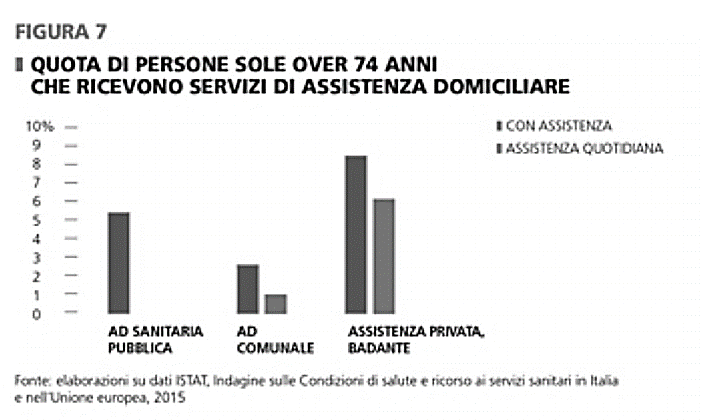 FIGURA 7
QUOTA DI PERSONE SOLE OVER 74 ANNI
CHE RICEVONO SERVIZI DI ASSISTENZA DOMICILIARE
10%
9
8
7
6
5
4
3
2
1
0
CON ASSISTENZA
ASSISTENZA QUOTIDIANA
AD SANITARIA
PUBBLICA
AD
COMUNALE
ASSISTENZA PRIVATA,
BADANTE
Fonte: elaborazioni su dati ISTAT, Indagine sulle Condizioni di salute e ricorso ai servizi sanitari in Italia
e nell'Unione europea, 2015